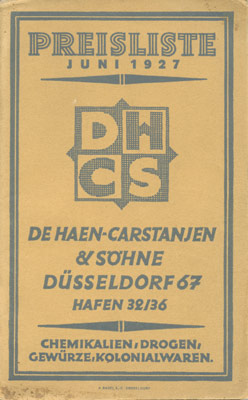 PREISLISTE
JUNI 1927
DH
CS
DE HAEN-CARSTANJEN
& SÖHNE
DÜSSELDORF 67
HAFEN 32/36
CHEMIKALIEN, DROGEN,
GEWÜRZE, KOLONIALWAREN.